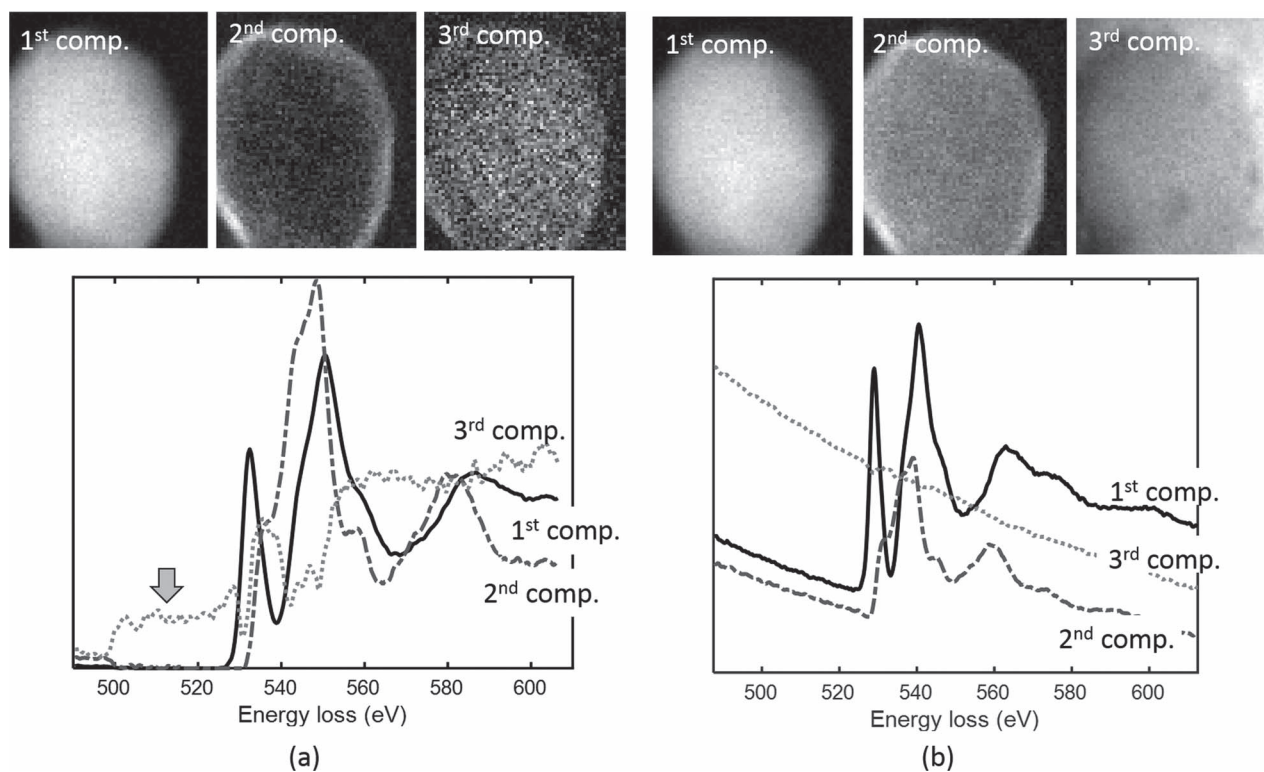 1st comp.
2nd comp.
3rd comp.
1st comp.
2nd comp.
3rd comp.
3rd comp.
1st comp.
2nd comp.
500 520 540 560 580 600
Energy loss (eV)
(a)
1st comp.
3rd comp.
2nd comp.
500 520 540 560 580 600
Energy loss (eV)
(b)